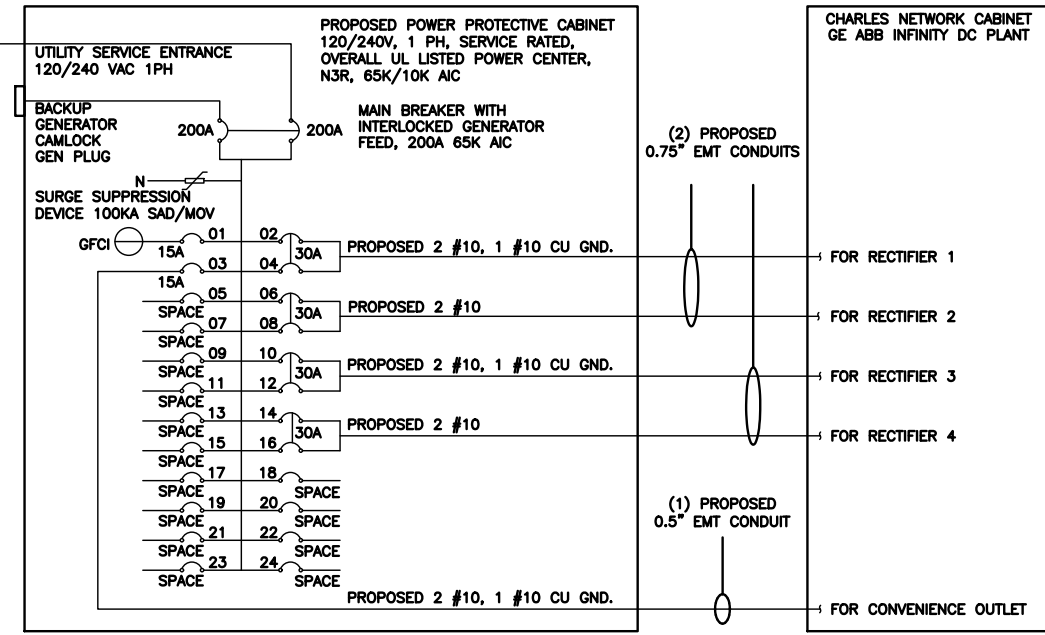 PROPOSED POWER PROTECTIVE CABINET
120/240V, 1 PH, SERVICE RATED,
OVERALL UL LISTED POWER CENTER,
N3R, 65K/10K AIC
CHARLES NETWORK CABINET
GE ABB INFINITY DC PLANT
UTILITY SERVICE ENTRANCE
120/240 VAC 1PH
BACKUP
GENERATOR
CAMLOCK
GEN PLUG
200A
200A
MAIN BREAKER WITH
INTERLOCKED GENERATOR
FEED, 200A 65K AIC
(2) PROPOSED
0.75" EMT CONDUITS
N
SURGE SUPPRESSION
DEVICE 100KA SAD/MOV
GFCI
15A
01
02
30A
PROPOSED 2 #10, 1 #10 CU GND.
FOR RECTIFIER 1
15A
03
04
SPACE
05
06
30A
PROPOSED 2 #10
FOR RECTIFIER 2
SPACE
07
08
SPACE
09
10
30A
PROPOSED 2 #10, 1 #10 CU GND.
FOR RECTIFIER 3
SPACE
11
12
SPACE
13
14
30A
PROPOSED 2 #10
FOR RECTIFIER 4
SPACE
15
16
SPACE
17
18
SPACE
SPACE
19
20
SPACE
SPACE
21
22
SPACE
SPACE
23
24
SPACE
(1) PROPOSED
0.5" EMT CONDUIT
PROPOSED 2 #10, 1 #10 CU GND.
FOR CONVENIENCE OUTLET